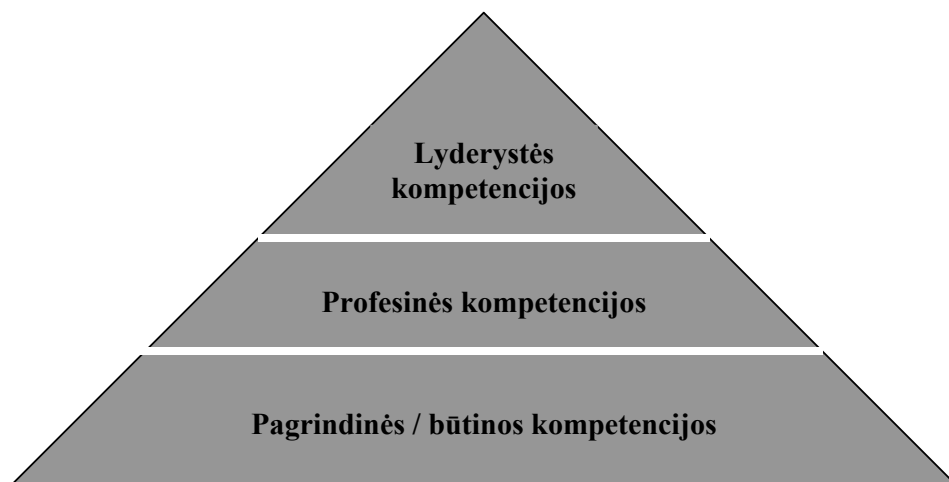 Lyderystės
kompetencijos
Profesinės kompetencijos
Pagrindinės / būtinos kompetencijos